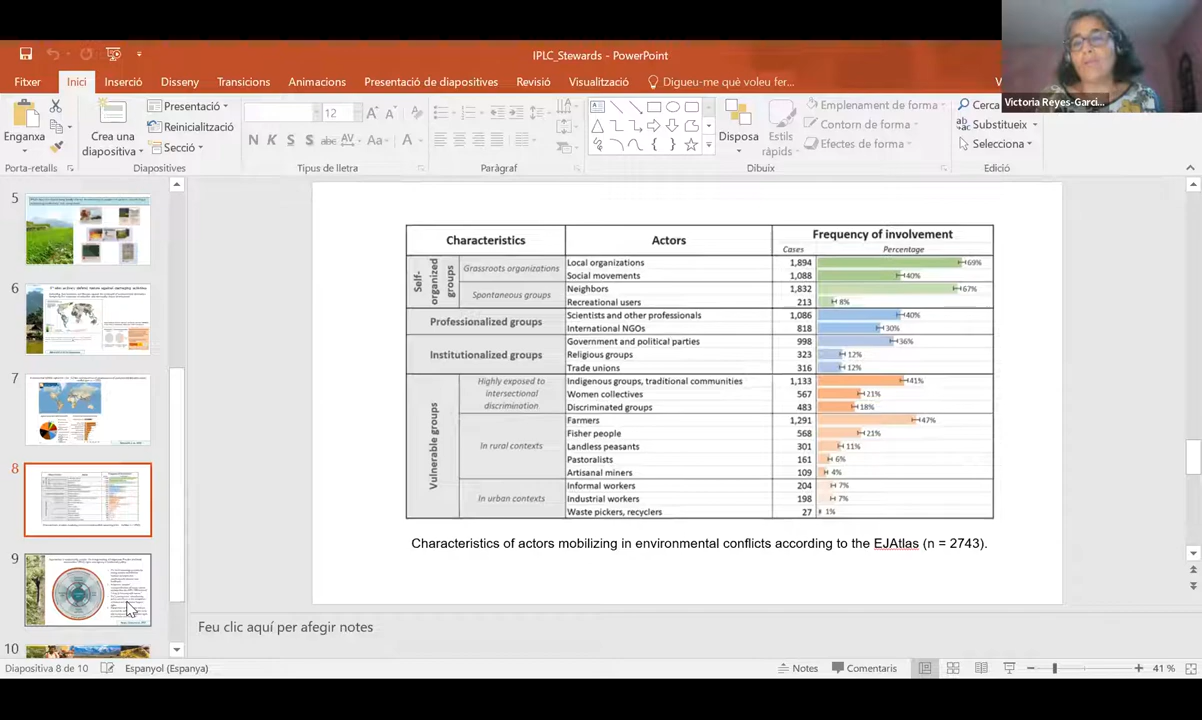 IPLC_Stewards - PowerPoint
Victoria Reyes-Garci...
Fitxer Inici Inserció Disseny Transicions Animacions Presentació de diapositives Revisió Visualització Digueu-me què voleu fer...
Enganxa
Porta-retalls
Crea una diapositiva
Presentació
Reinicialització
Secció
Diapositives
12
N K S S abc AV Aa A
Tipus de lletra
Paràgraf
Disposa
Estils ràpids
Emplenament de forma
Contorn de forma
Efectes de forma
Dibuix
Cerca
Substitueix
Selecciona
Edició
5
6
7
8
9
10
Characteristics Actors Frequency of involvement
Cases Percentage
Self-organized groups
Grassroots organizations
Local organizations 1,894 69%
Social movements 1,088 40%
Spontaneous groups
Neighbors 1,832 67%
Recreational users 213 8%
Professionalized groups
Scientists and other professionals 1,086 40%
International NGOs 818 30%
Institutionalized groups
Government and political parties 998 36%
Religious groups 323 12%
Trade unions 316 12%
Vulnerable groups
Highly exposed to intersectional discrimination
Indigenous groups, traditional communities 1,133 41%
Women collectives 567 21%
Discriminated groups 483 18%
In rural contexts
Farmers 1,291 47%
Fisher people 568 21%
Landless peasants 301 11%
Pastoralists 161 6%
Artisanal miners 109 4%
In urban contexts
Informal workers 204 7%
Industrial workers 198 7%
Waste pickers, recyclers 27 1%
Characteristics of actors mobilizing in environmental conflicts according to the EJAtlas (n = 2743).
Feu clic aquí per afegir notes
Diapositiva 8 de 10 Espanyol (Espanya) Notes Comentaris 41 %